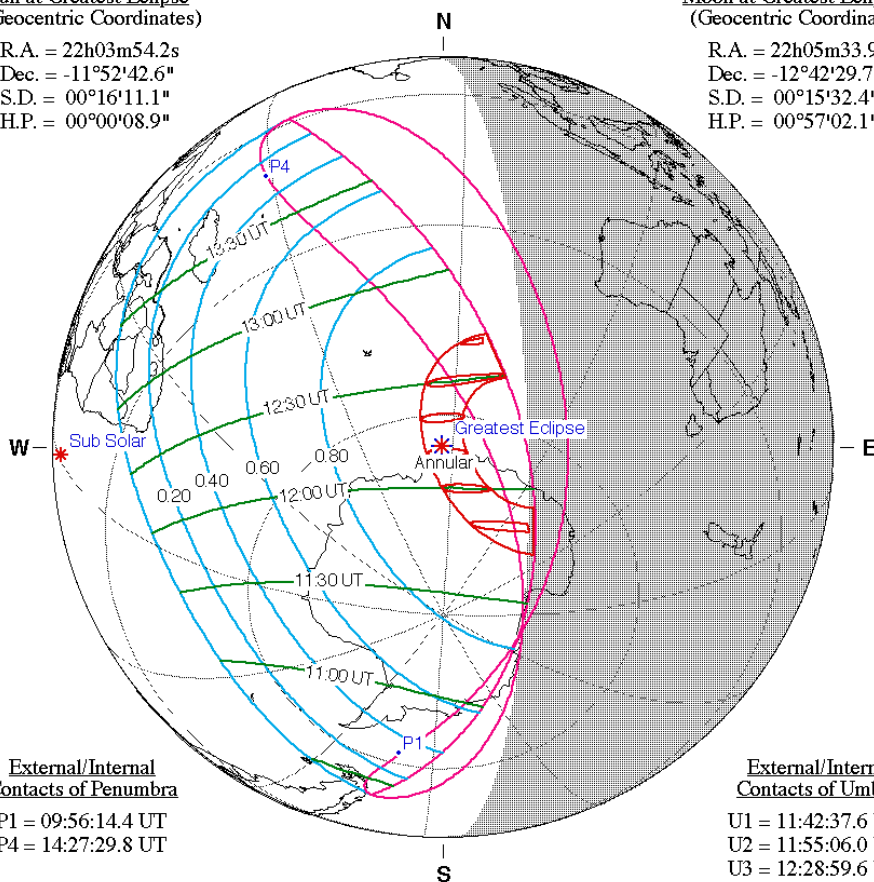 (Geocentric Coordinates)
R.A. = 22h03m54.2s
Dec. = -11°52'42.6"
S.D. = 00°16'11.1"
H.P. = 00°00'08.9"
N
Moon at Greatest
(Geocentric
R.A. = 22h05m33.9
Dec. = -12°42'29.7
S.D. = 00°15'32.4"
H.P. = 00°57'02.1"
P4
13:30 UT
13:00 UT
12:30 UT
Greatest Eclipse
W
Sub Solar
E
Annular
0.20
0.40
0.60
0.80
12:00 UT
11:30 UT
11:00 UT
P1
External/Internal
Contacts of Penumbra
P1 = 09:56:14.4 UT
P4 = 14:27:29.8 UT
S
Contacts of
U1 = 11:42:37.6
U2 = 11:55:06.0
U3 = 12:28:59.6